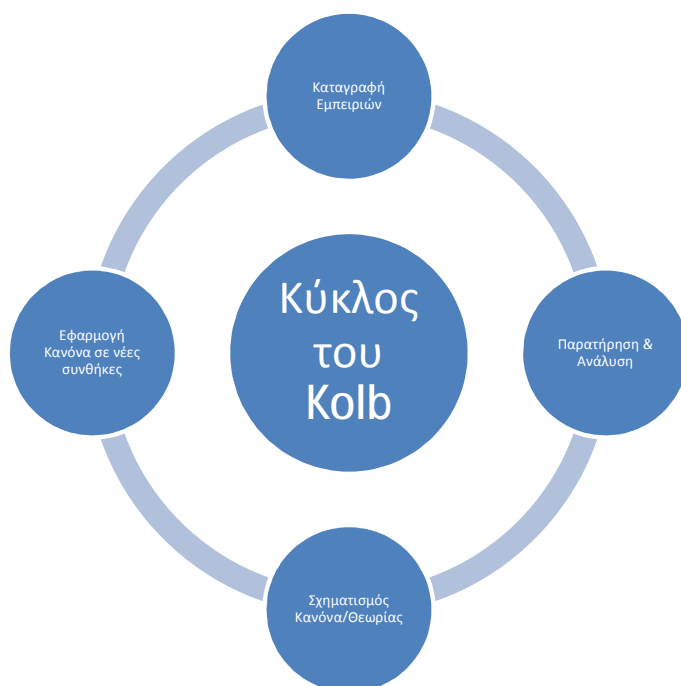 Καταγραφή
Εμπειριών
Κύκλος
του
Kolb
Εφαρμογή
Κανόνα σε νέες
συνθήκες
Παρατήρηση &
Ανάλυση
Σχηματισμός
Κανόνα/Θεωρίας